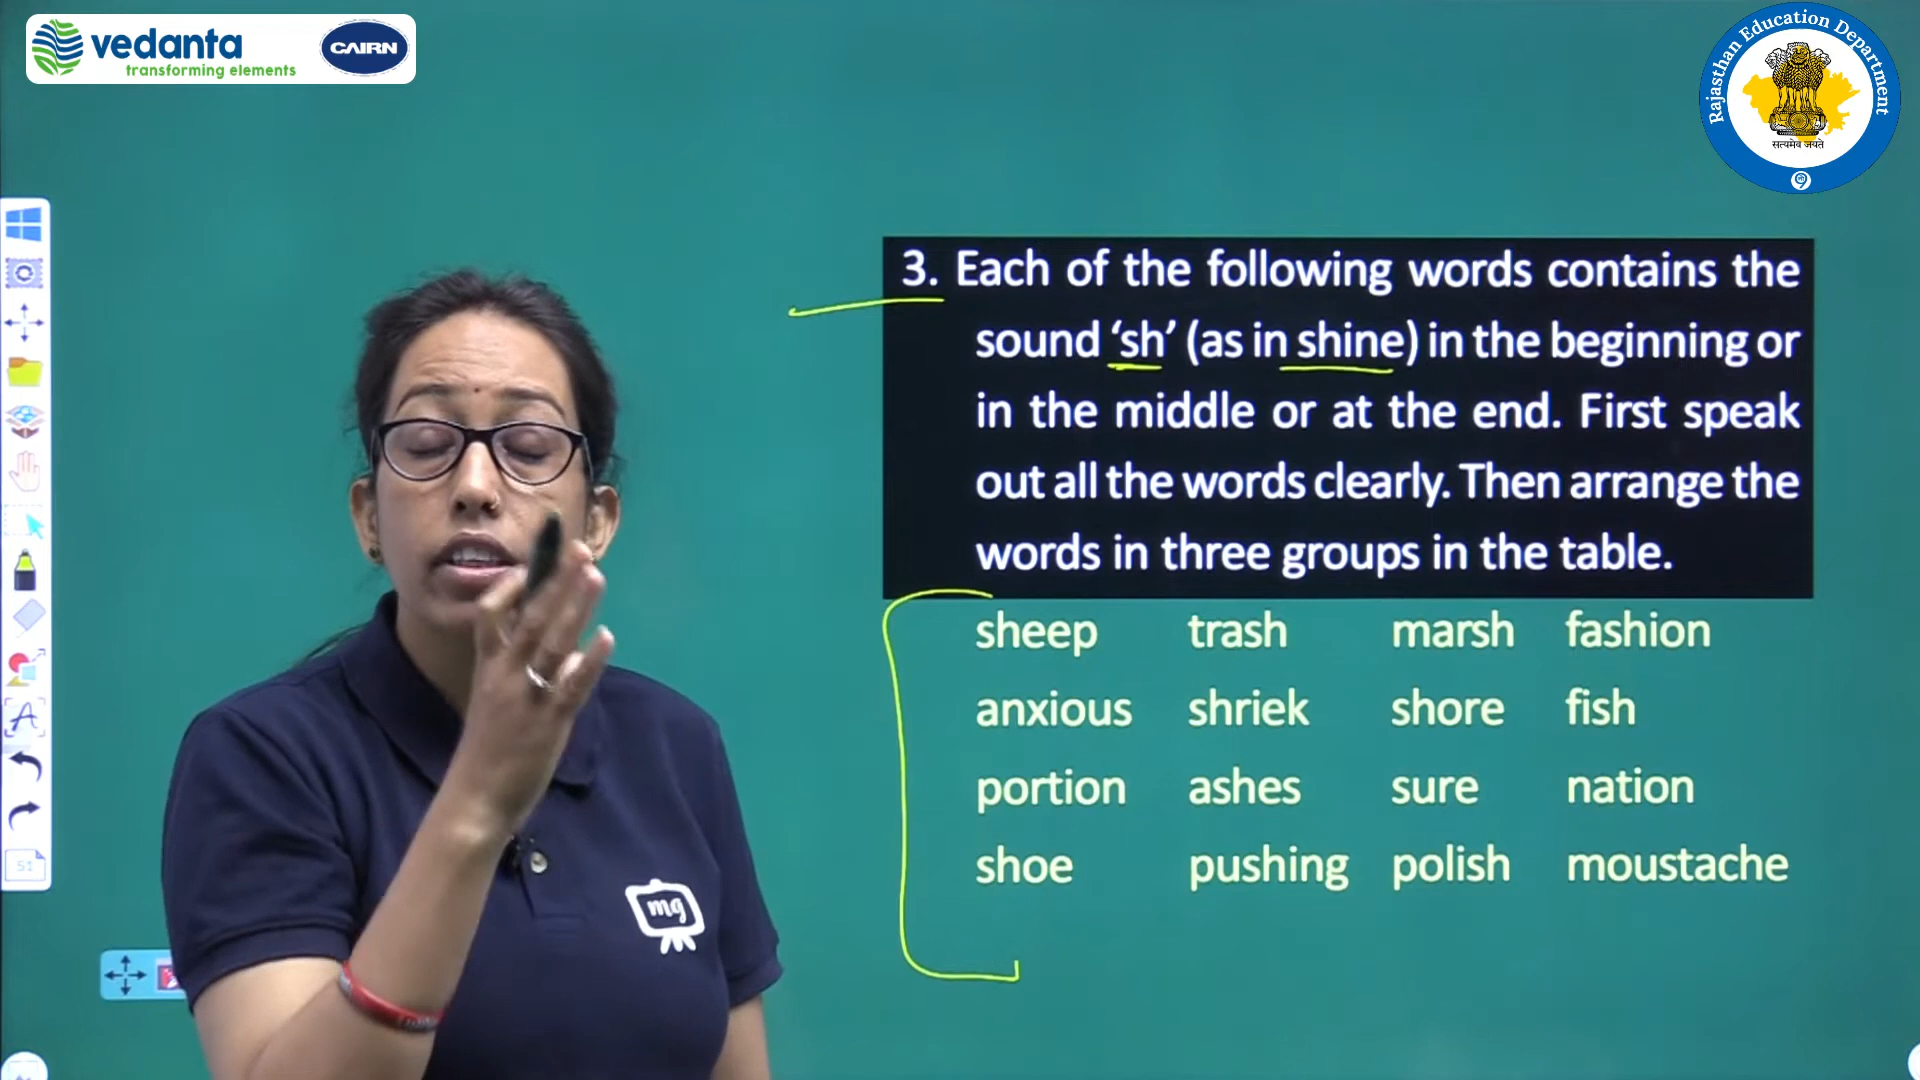 vedanta
transforming elements
CAIRN
Rajasthan Education Department
सत्यमेव जयते
3. Each of the following words contains the
sound ‘sh’ (as in shine) in the beginning or
in the middle or at the end. First speak
out all the words clearly. Then arrange the
words in three groups in the table.
sheep trash marsh fashion
anxious shriek shore fish
portion ashes sure nation
shoe pushing polish moustache
mg
51